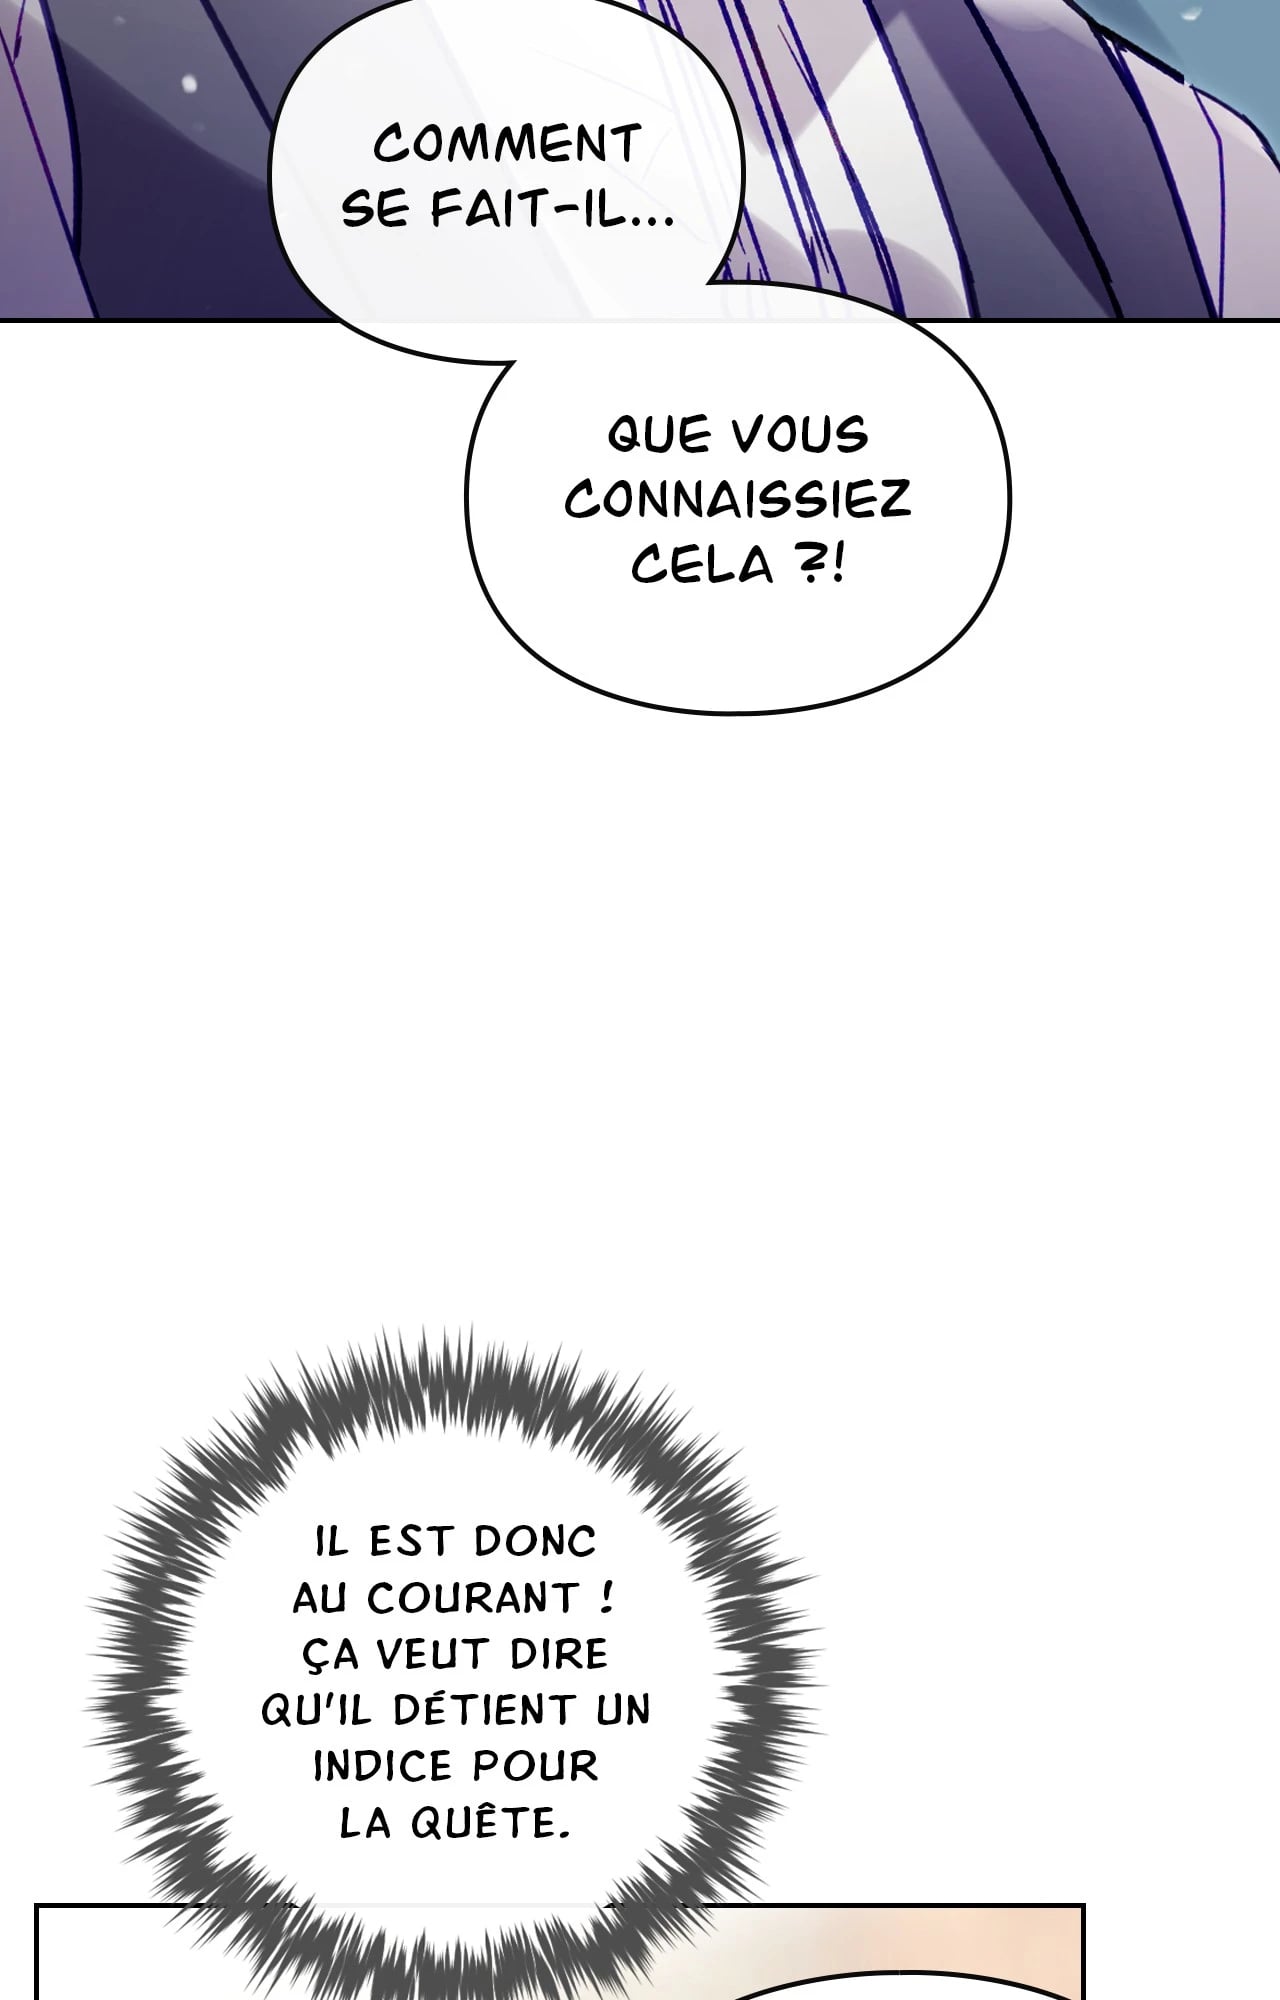 COMMENT
SE FAIT-IL...
QUE VOUS
CONNAISSIEZ
CELA ?!
IL EST DONC
AU COURANT !
ÇA VEUT DIRE
QU'IL DÉTIENT UN
INDICE POUR
LA QUÊTE.